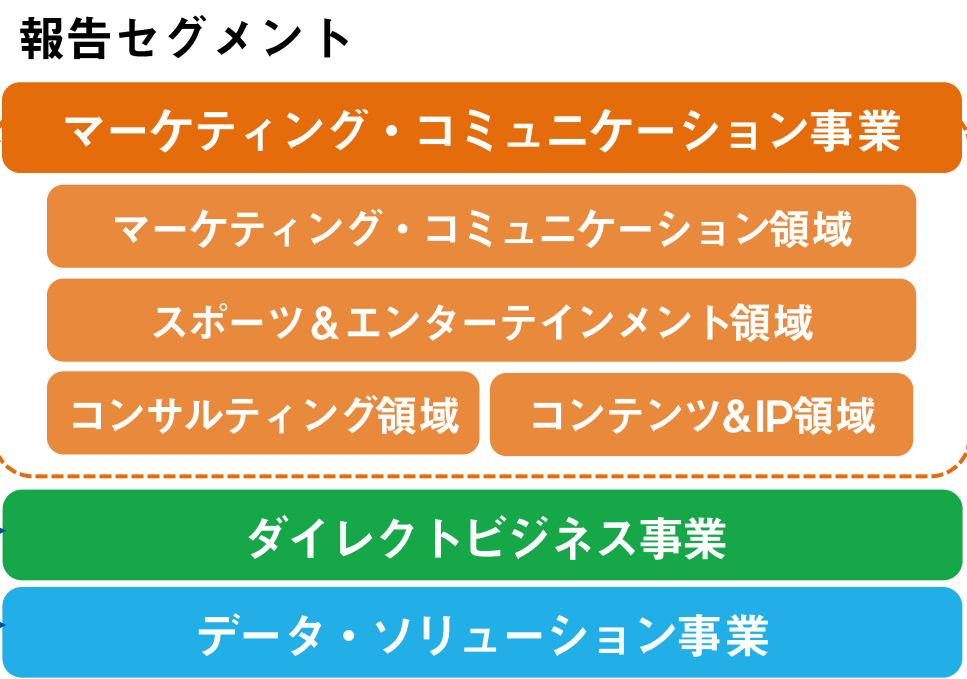 報告セグメント
マーケティング・コミュニケーション事業
マーケティング・コミュニケーション領域
スポーツ&エンターテインメント領域
コンサルティング領域
コンテンツ&IP領域
ダイレクトビジネス事業
データ・ソリューション事業